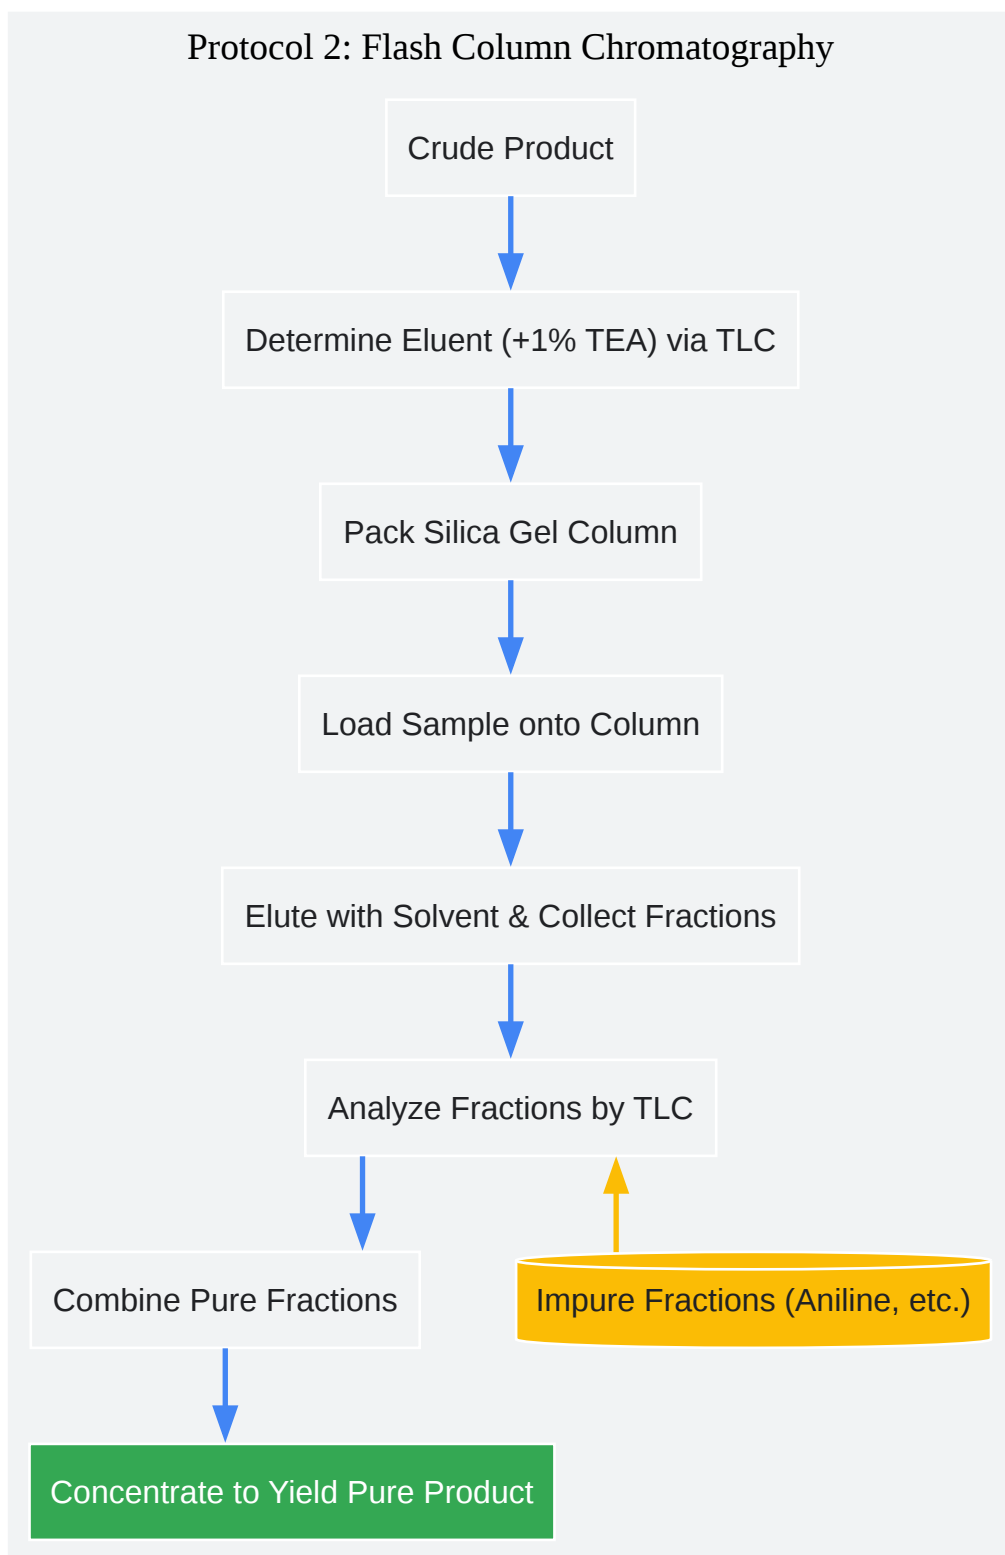 Protocol 2: Flash Column Chromatography
Crude Product
Determine Eluent (+1% TEA) via TLC
Pack Silica Gel Column
Load Sample onto Column
Elute with Solvent & Collect Fractions
Analyze Fractions by TLC
Combine Pure Fractions
Impure Fractions (Aniline, etc.)
Concentrate to Yield Pure Product